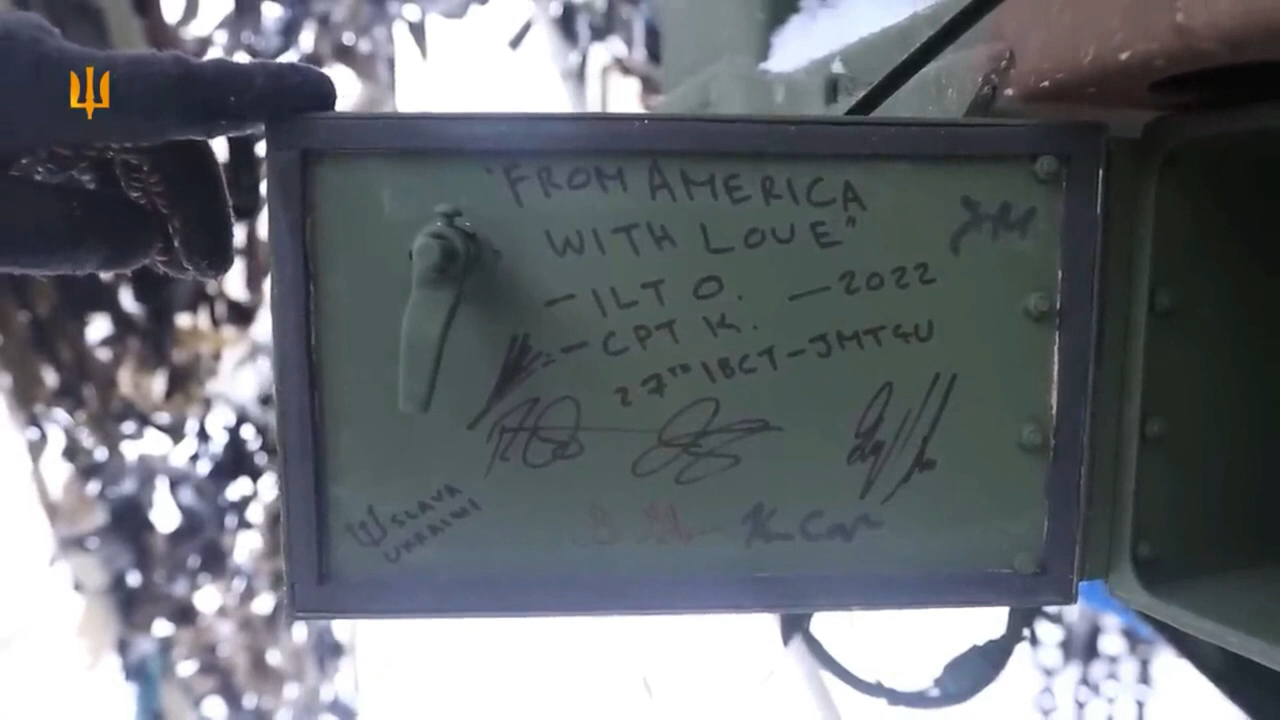 "FROM AMERICA
WITH LOVE"
- 1LT O. - 2022
- CPT K.
27TH IBCT - JMTGU
SLAVA
UKRAINI